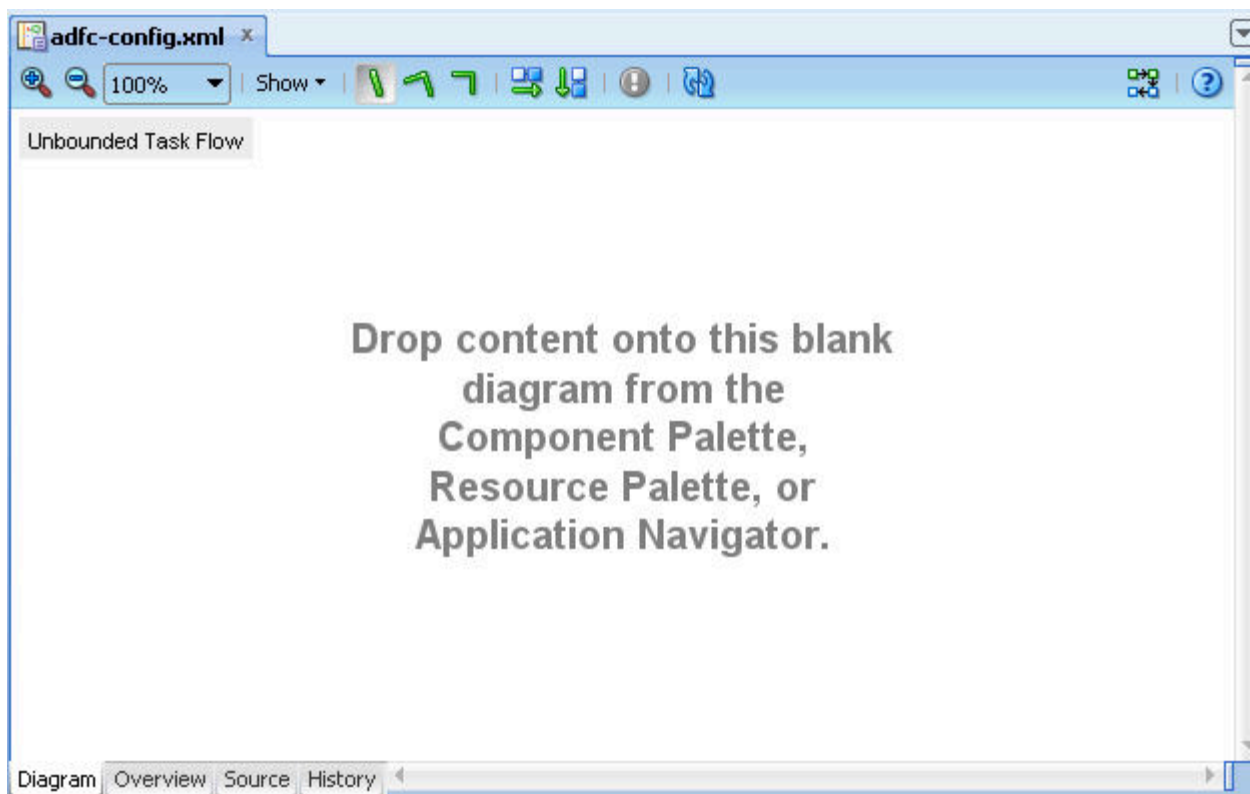 adfc-config.xml
100% Show
Unbounded Task Flow
Drop content onto this blank
diagram from the
Component Palette,
Resource Palette, or
Application Navigator.
Diagram Overview Source History